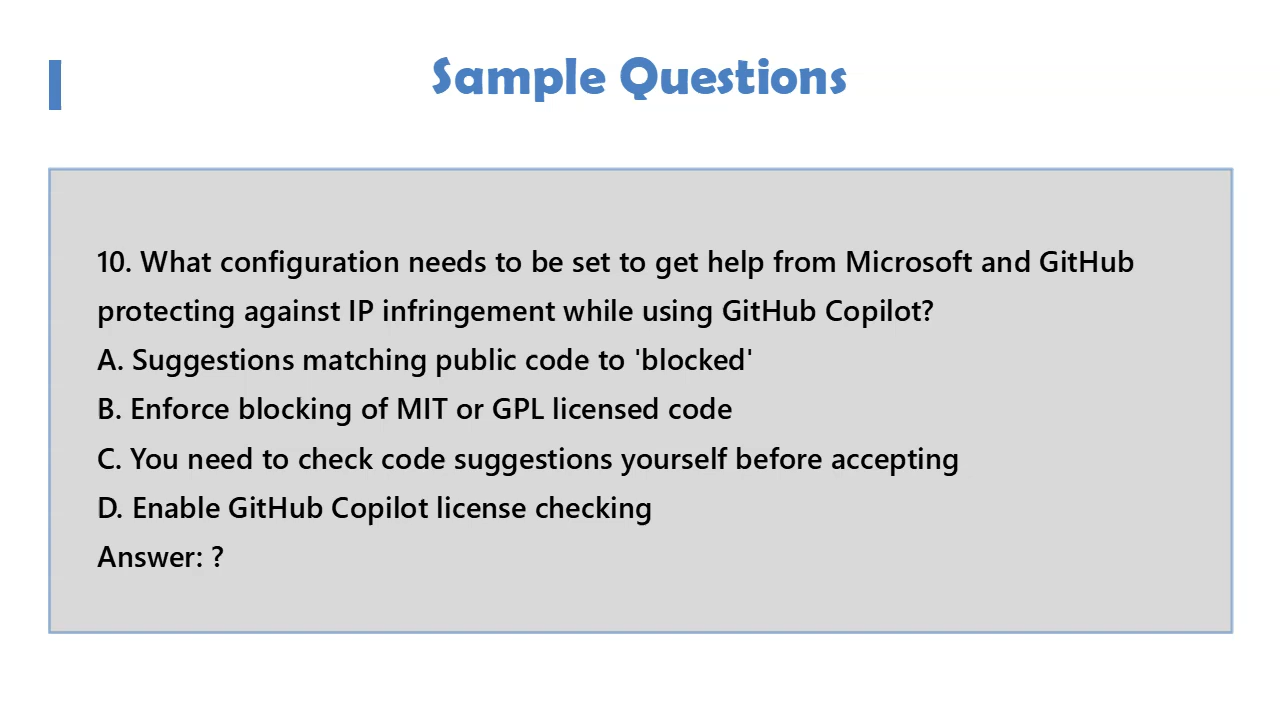 Sample Questions
10. What configuration needs to be set to get help from Microsoft and GitHub
protecting against IP infringement while using GitHub Copilot?
A. Suggestions matching public code to 'blocked'
B. Enforce blocking of MIT or GPL licensed code
C. You need to check code suggestions yourself before accepting
D. Enable GitHub Copilot license checking
Answer: ?